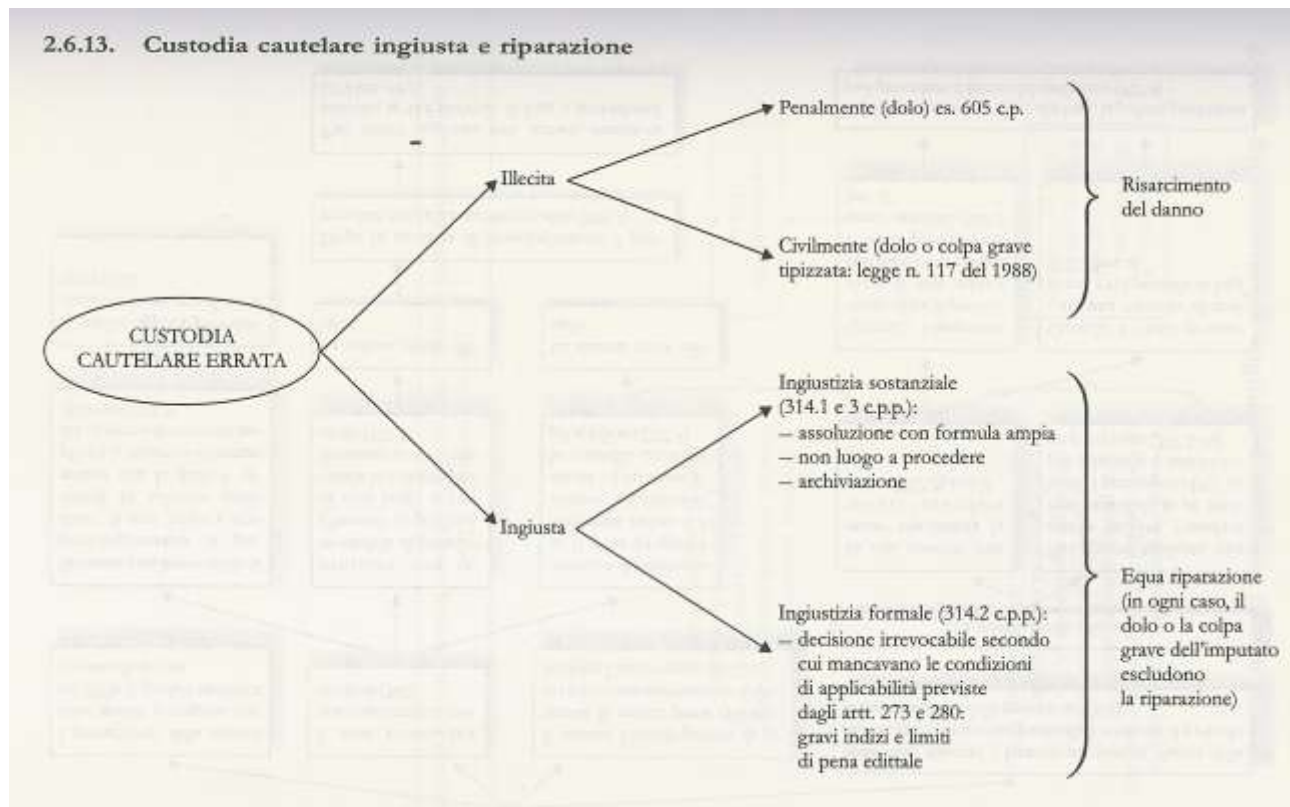 2.6.13. Custodia cautelare ingiusta e riparazione
Penalmente (dolo) es. 605 c.p.
Illecita
Risarcimento
del danno
Civilmente (dolo o colpa grave
tipizzata: legge n. 117 del 1988)
CUSTODIA
CAUTELARE ERRATA
Ingiustizia sostanziale
(314.1 e 3 c.p.p.):
– assoluzione con formula ampia
– non luogo a procedere
– archiviazione
Ingiusta
Equa riparazione
(in ogni caso, il
dolo o la colpa
grave dell'imputato
escludono
la riparazione)
Ingiustizia formale (314.2 c.p.p.):
– decisione irrevocabile secondo
cui mancavano le condizioni
di applicabilità previste
dagli artt. 273 e 280:
gravi indizi e limiti
di pena edittale